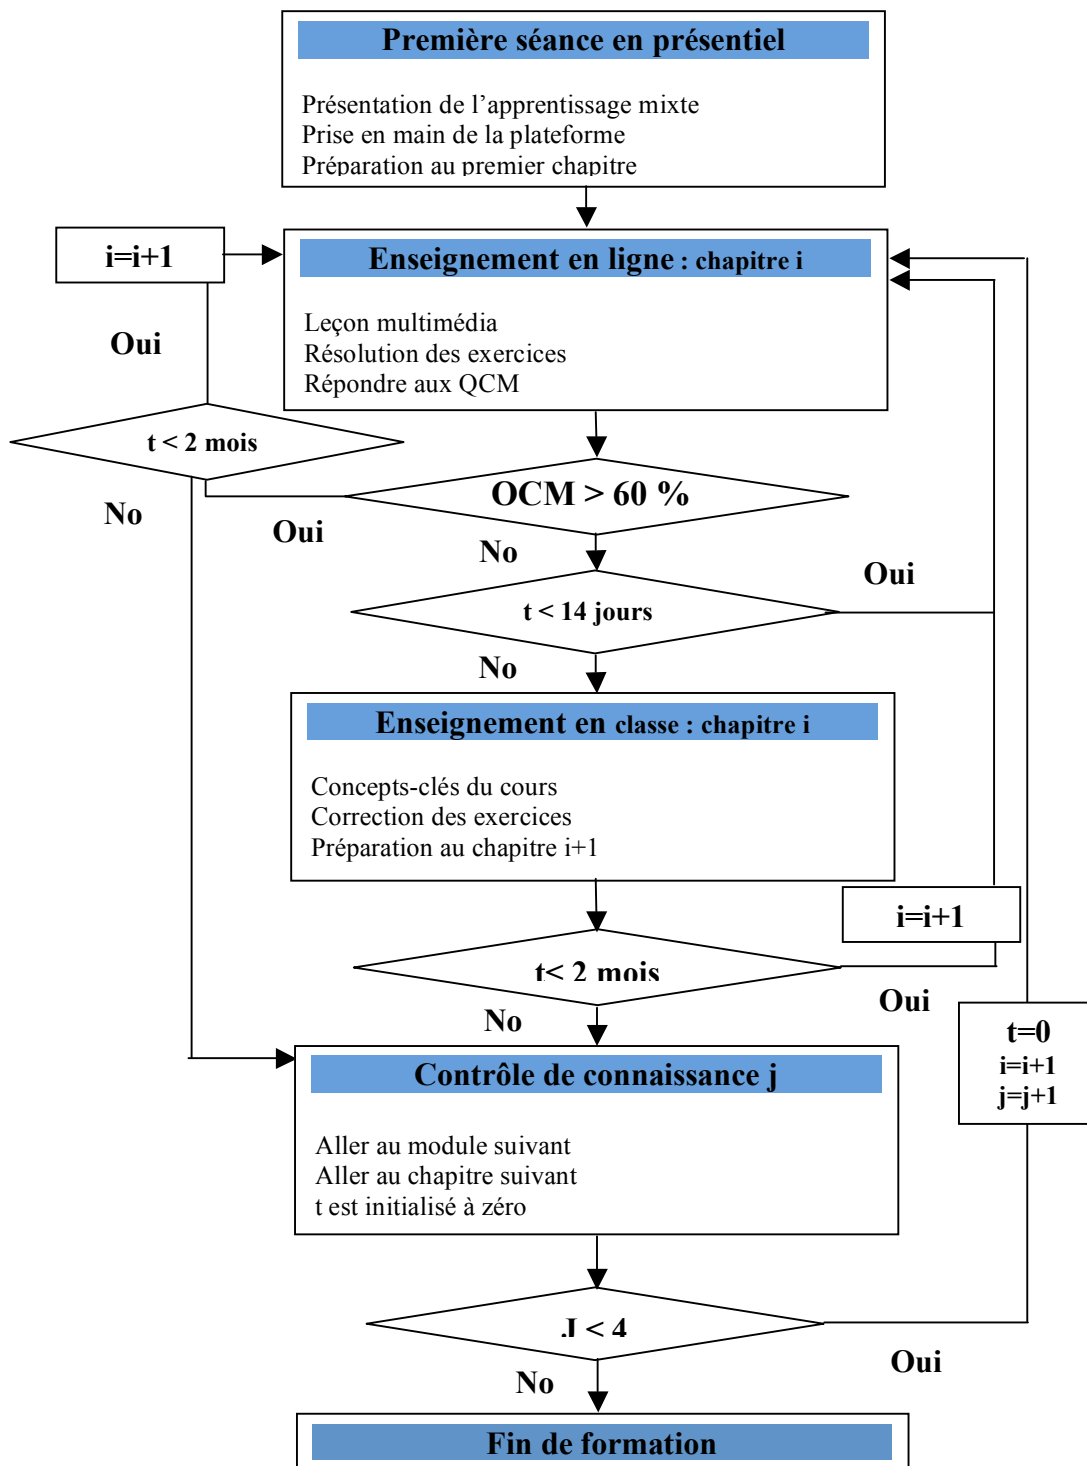 Première séance en présentiel
Présentation de l’apprentissage mixte
Prise en main de la plateforme
Préparation au premier chapitre
i=i+1
Enseignement en ligne : chapitre i
Leçon multimédia
Résolution des exercices
Répondre aux QCM
Oui
t < 2 mois
No
Oui
OCM > 60 %
No
Oui
t < 14 jours
No
Enseignement en classe : chapitre i
Concepts-clés du cours
Correction des exercices
Préparation au chapitre i+1
i=i+1
t< 2 mois
Oui
No
t=0
i=i+1
j=j+1
Contrôle de connaissance j
Aller au module suivant
Aller au chapitre suivant
t est initialisé à zéro
J < 4
Oui
No
Fin de formation